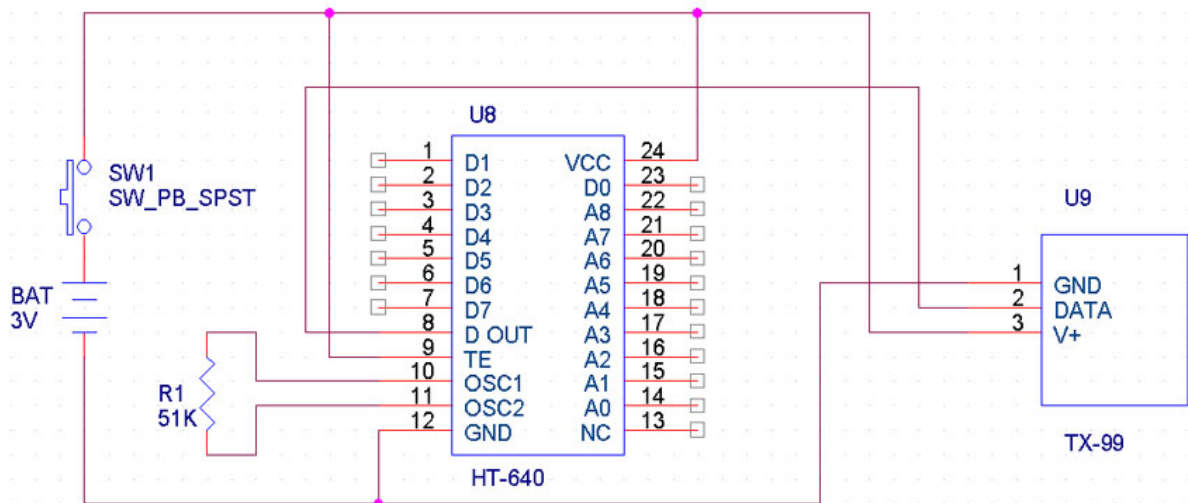 U8
SW1
SW_PB_SPST
BAT
3V
R1
51K
1 D1
2 D2
3 D3
4 D4
5 D5
6 D6
7 D7
8 D OUT
9 TE
10 OSC1
11 OSC2
12 GND
VCC 24
D0 23
A8 22
A7 21
A6 20
A5 19
A4 18
A3 17
A2 16
A1 15
A0 14
NC 13
HT-640
U9
1 GND
2 DATA
3 V+
TX-99